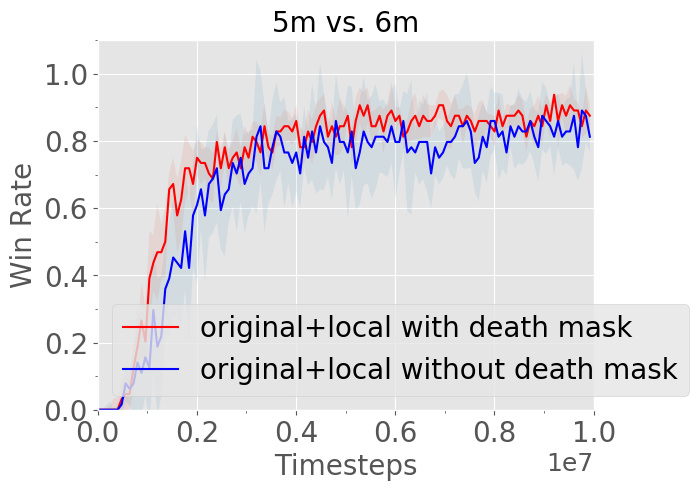 5m vs. 6m
Win Rate
1.0
0.8
0.6
0.4
0.2
0.0
original+local with death mask
original+local without death mask
0.0 0.2 0.4 0.6 0.8 1.0
Timesteps
1e7